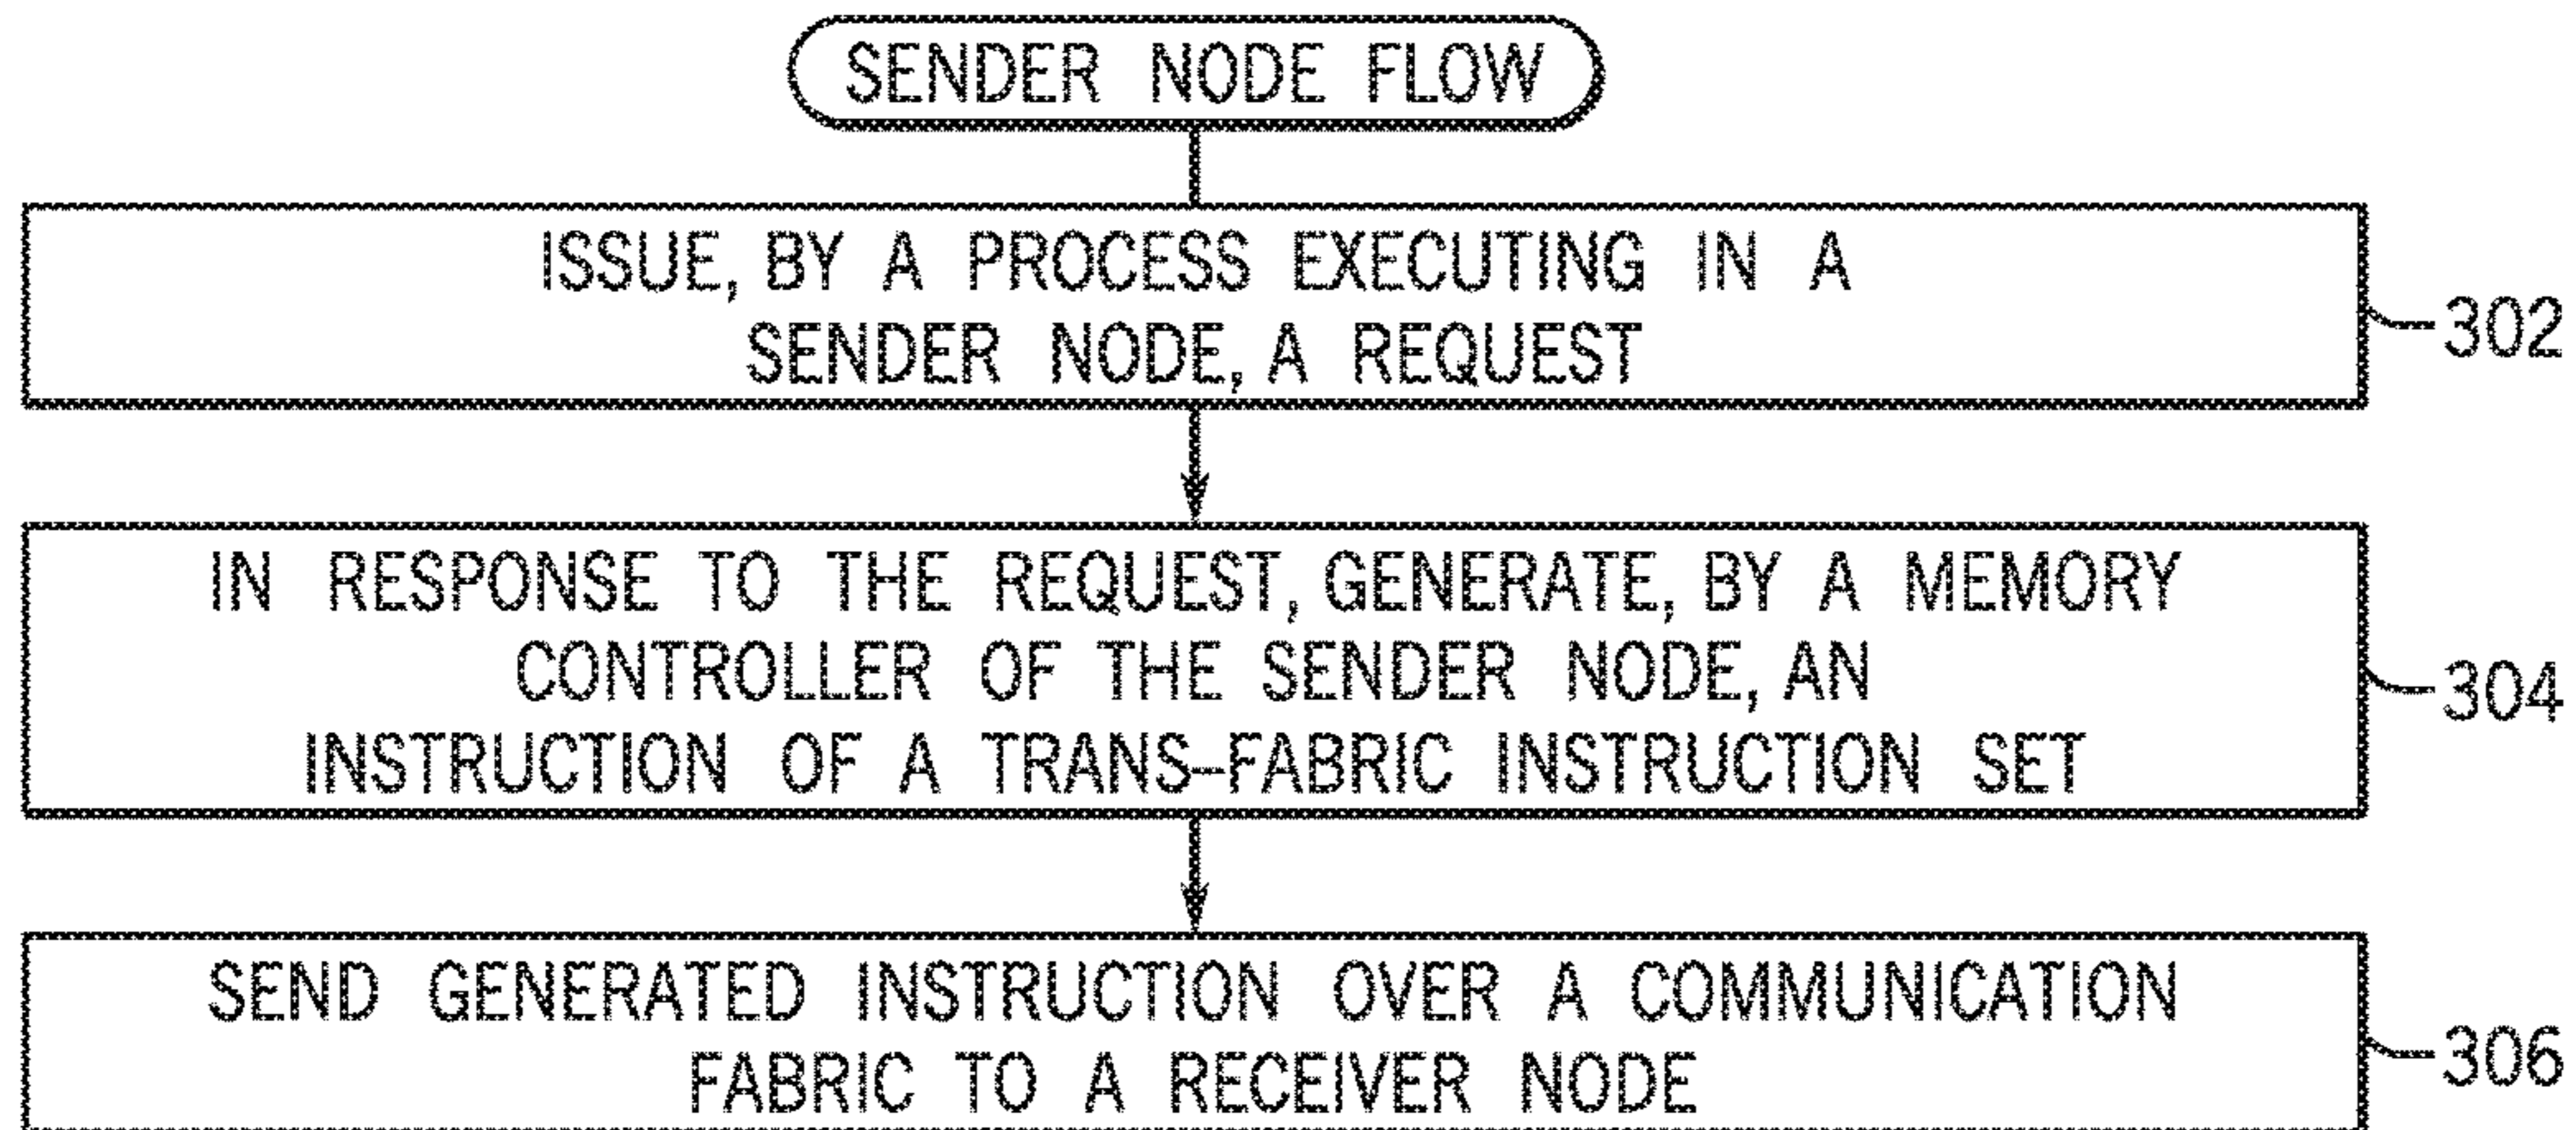 SENDER NODE FLOW
ISSUE, BY A PROCESS EXECUTING IN A
SENDER NODE, A REQUEST
302
IN RESPONSE TO THE REQUEST, GENERATE, BY A MEMORY
CONTROLLER OF THE SENDER NODE, AN
INSTRUCTION OF A TRANS–FABRIC INSTRUCTION SET
304
SEND GENERATED INSTRUCTION OVER A COMMUNICATION
FABRIC TO A RECEIVER NODE
306